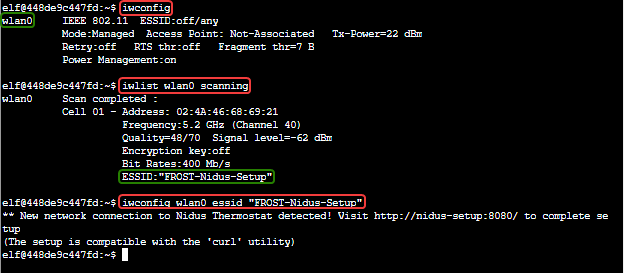 elf@448de9c447fd:~$ iwconfig
wlan0     IEEE 802.11  ESSID:off/any
          Mode:Managed  Access Point: Not-Associated   Tx-Power=22 dBm
          Retry:off   RTS thr:off   Fragment thr=7 B
          Power Management:on

elf@448de9c447fd:~$ iwlist wlan0 scanning
wlan0     Scan completed :
          Cell 01 - Address: 02:4A:46:68:69:21
                    Frequency:5.2 GHz (Channel 40)
                    Quality=48/70  Signal level=-62 dBm
                    Encryption key:off
                    Bit Rates:400 Mb/s
                    ESSID:"FROST-Nidus-Setup"

elf@448de9c447fd:~$ iwconfig wlan0 essid "FROST-Nidus-Setup"
** New network connection to Nidus Thermostat detected! Visit http://nidus-setup:8080/ to complete se
tup
(The setup is compatible with the 'curl' utility)
elf@448de9c447fd:~$